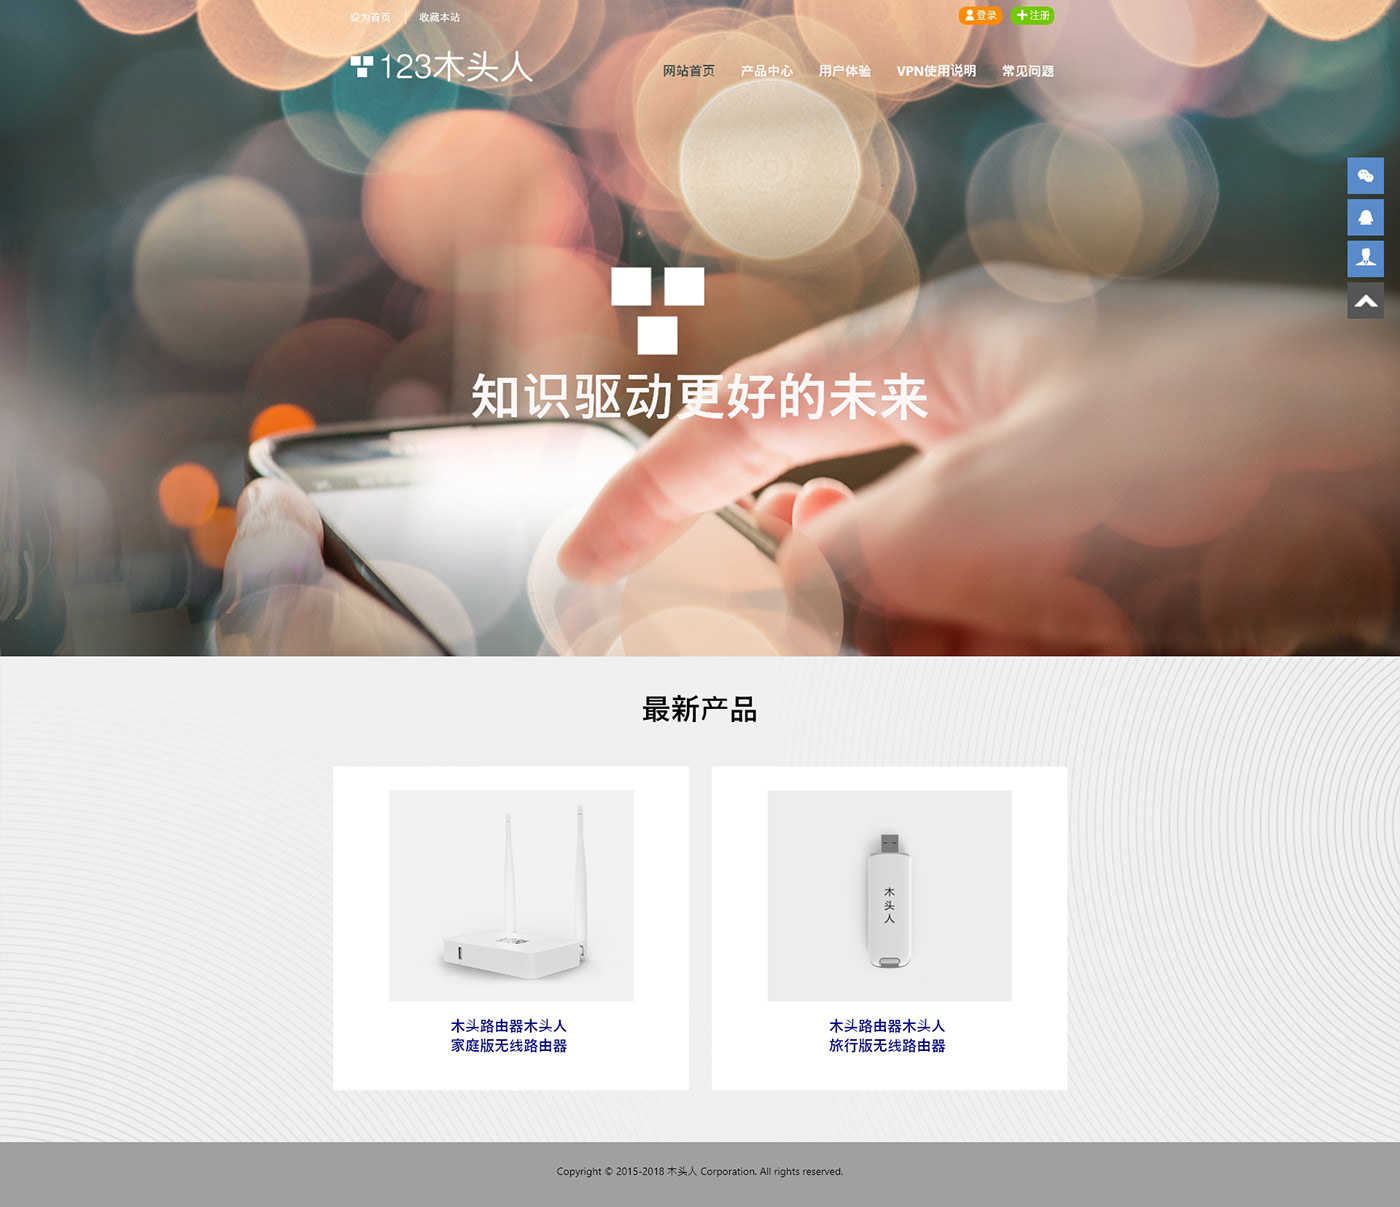 设为首页 收藏本站 登录 注册
123木头人 网站首页 产品中心 用户体验 VPN使用说明 常见问题
知识驱动更好的未来
最新产品
木
头
人
木头路由器木头人
家庭版无线路由器
木头路由器木头人
旅行版无线路由器
Copyright © 2015-2018 木头人 Corporation. All rights reserved.